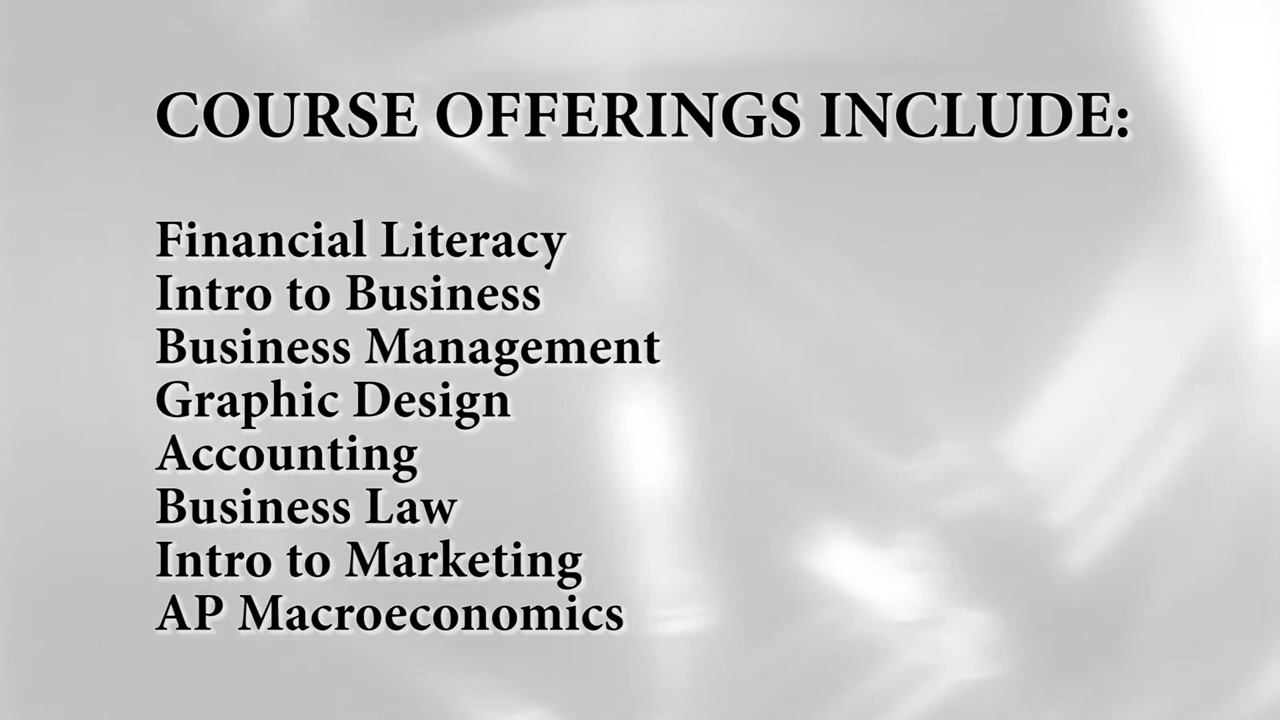 COURSE OFFERINGS INCLUDE:
Financial Literacy
Intro to Business
Business Management
Graphic Design
Accounting
Business Law
Intro to Marketing
AP Macroeconomics